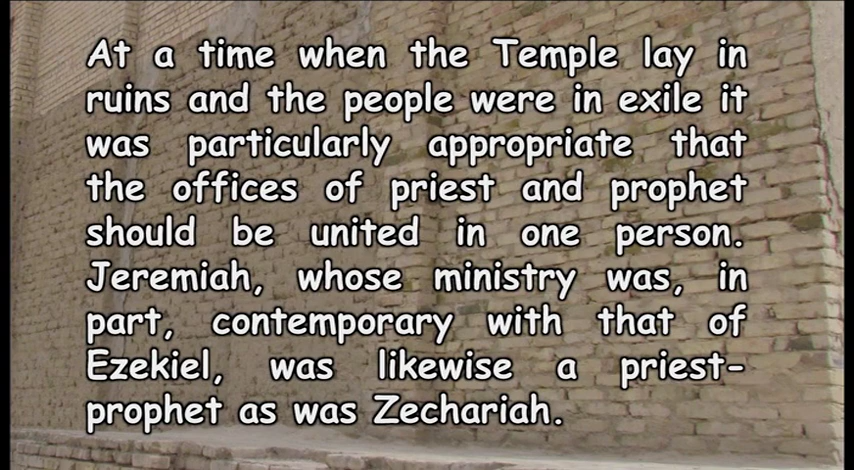 At a time when the Temple lay in
ruins and the people were in exile it
was particularly appropriate that
the offices of priest and prophet
should be united in one person.
Jeremiah, whose ministry was, in
part, contemporary with that of
Ezekiel, was likewise a priest-
prophet as was Zechariah.